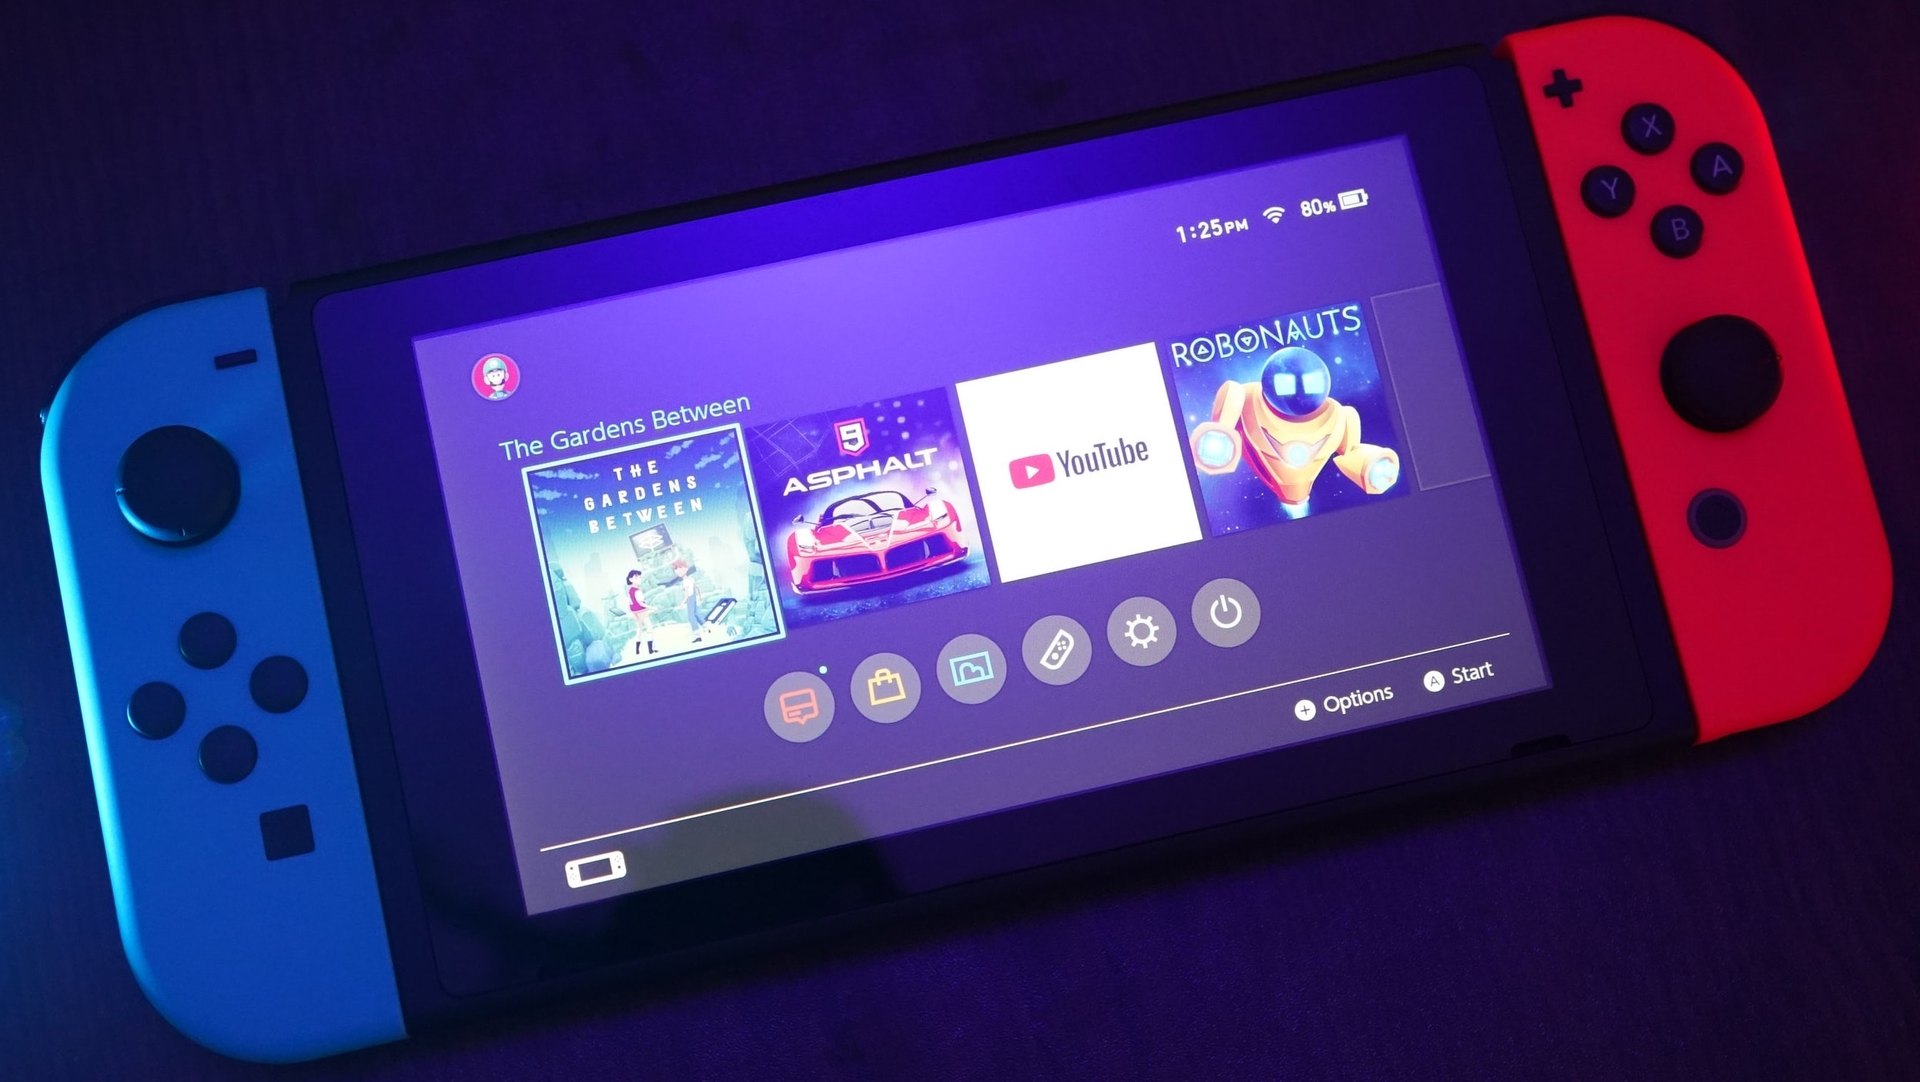 1:25PM 80%
The Gardens Between
THE
GARDENS
BETWEEN
9
ASPHALT
YouTube
ROBONAUTS
+ Options
A Start
X
Y
A
B